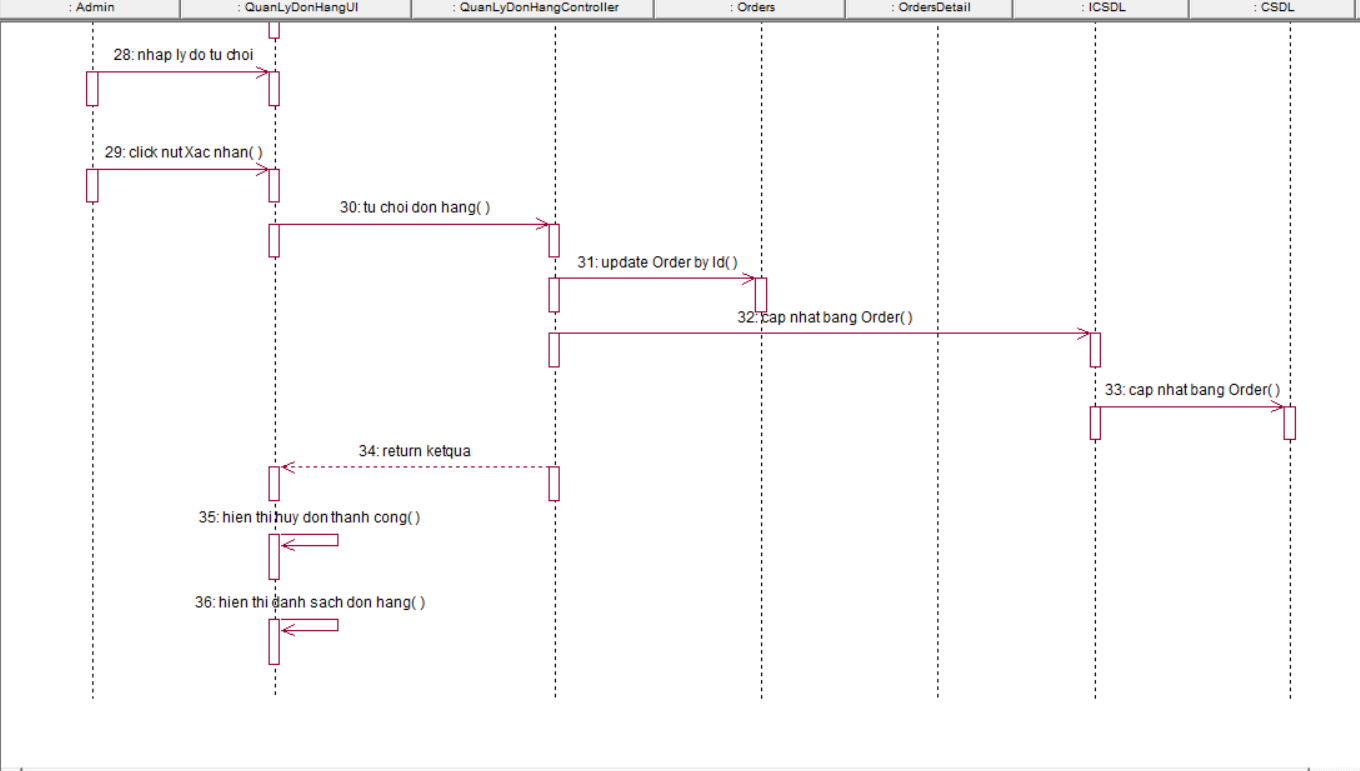 : Admin
: QuanLyDonHangUI
: QuanLyDonHangController
: Orders
: OrdersDetail
: ICSDL
: CSDL
28: nhap ly do tu choi
29: click nut Xac nhan( )
30: tu choi don hang( )
31: update Order by Id( )
32: cap nhat bang Order( )
33: cap nhat bang Order( )
34: return ketqua
35: hien thi huy don thanh cong( )
36: hien thi danh sach don hang( )